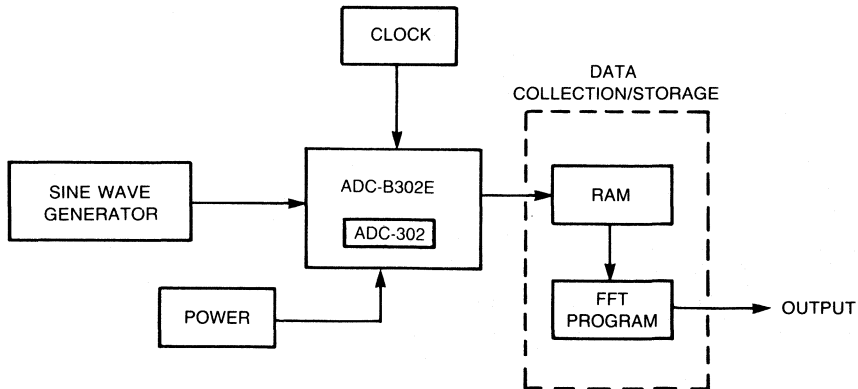 CLOCK
DATA
COLLECTION/STORAGE
SINE WAVE
GENERATOR
ADC-B302E
ADC-302
RAM
POWER
FFT
PROGRAM
OUTPUT